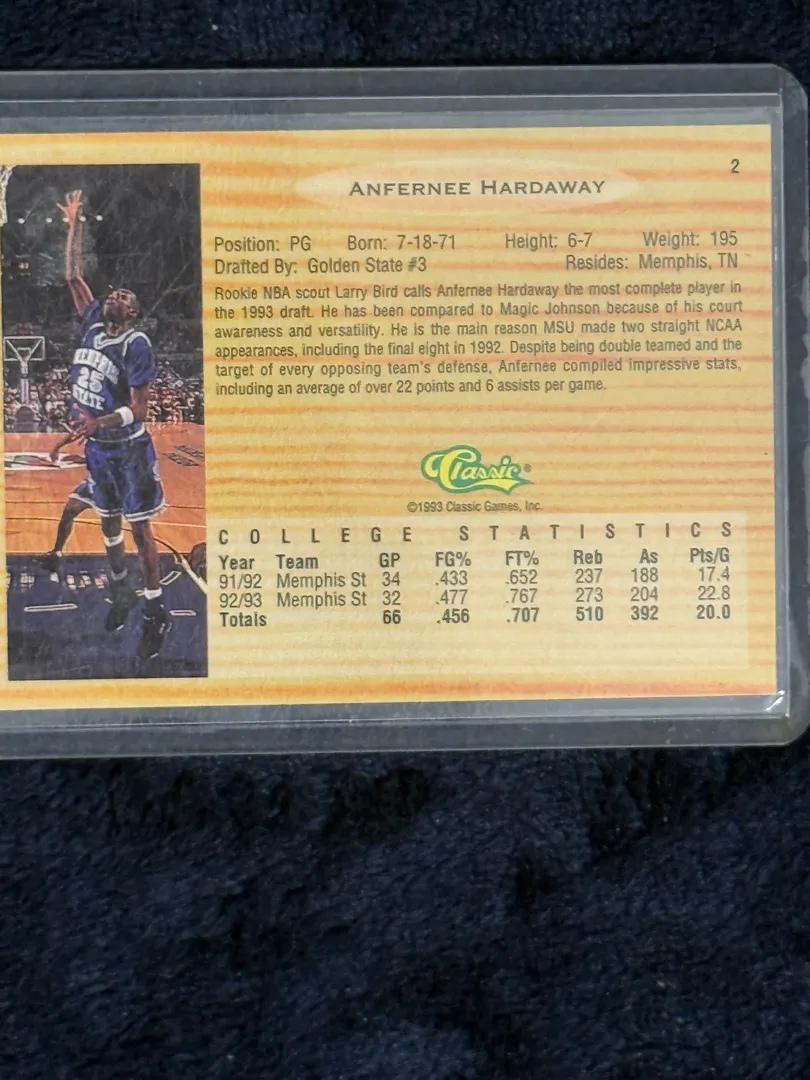 2
ANFERNEE HARDAWAY
Position: PG Born: 7-18-71 Height: 6-7 Weight: 195
Drafted By: Golden State #3 Resides: Memphis, TN
Rookie NBA scout Larry Bird calls Anfernee Hardaway the most complete player in
the 1993 draft. He has been compared to Magic Johnson because of his court
awareness and versatility. He is the main reason MSU made two straight NCAA
appearances, including the final eight in 1992. Despite being double teamed and the
target of every opposing team's defense, Anfernee compiled impressive stats,
including an average of over 22 points and 6 assists per game.
MEMPHIS
25
STATE
Classic®
©1993 Classic Games, Inc.
COLLEGE STATISTICS
Year Team GP FG% FT% Reb As Pts/G
91/92 Memphis St 34 .433 .652 237 188 17.4
92/93 Memphis St 32 .477 .767 273 204 22.8
Totals 66 .456 .707 510 392 20.0